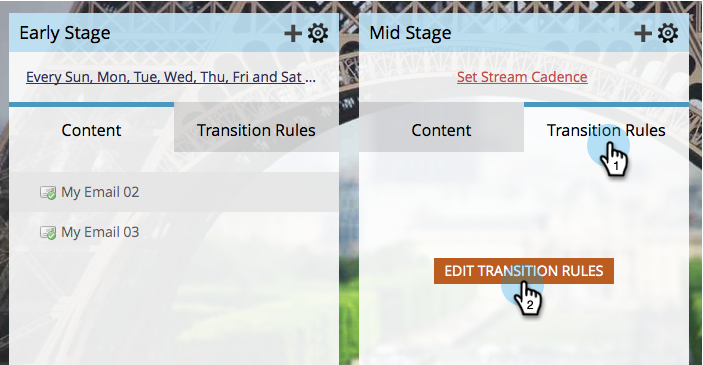 Early Stage
Every Sun, Mon, Tue, Wed, Thu, Fri and Sat ...
Content
Transition Rules
My Email 02
My Email 03
Mid Stage
Set Stream Cadence
Content
Transition Rules
1
EDIT TRANSITION RULES
2